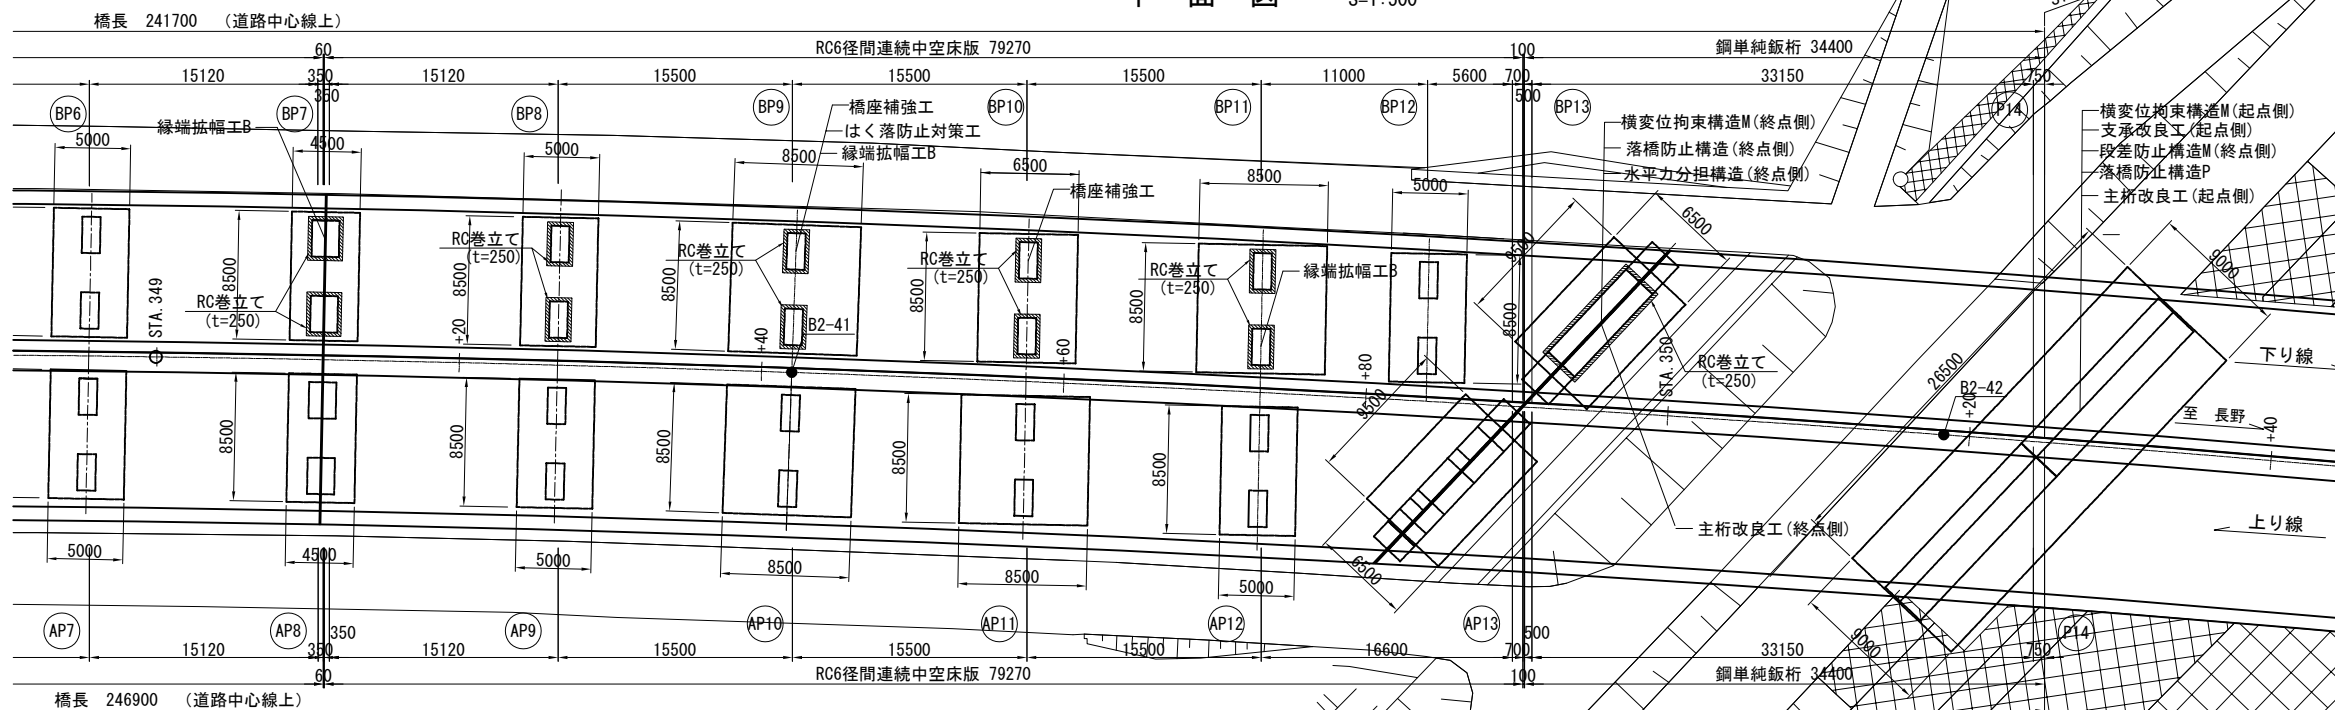 橋長 241700 (道路中心線上)
60
RC6径間連続中空床版 79270
100
鋼単純鈑桁 34400
15120
350
350
15120
15500
15500
15500
11000
5600
700
500
33150
750
BP6
BP7
BP8
BP9
BP10
BP11
BP12
BP13
P14
縁端拡幅工B
橋座補強工
はく落防止対策工
縁端拡幅工B
横変位拘束構造M(終点側)
落橋防止構造(終点側)
水平力分担構造(終点側)
横変位拘束構造M(起点側)
支承改良工(起点側)
段差防止構造M(終点側)
落橋防止構造P
主桁改良工(起点側)
5000
4500
5000
8500
6500
8500
5000
橋座補強工
6500
9500
9000
RC巻立て
(t=250)
RC巻立て
(t=250)
RC巻立て
(t=250)
RC巻立て
(t=250)
RC巻立て
(t=250)
縁端拡幅工B
8500
8500
8500
8500
8500
8500
STA.349
+20
+40
B2-41
+60
+80
STA.350
RC巻立て
(t=250)
26500
B2-42
+20
+40
下り線
至 長野
9500
8500
8500
8500
8500
8500
主桁改良工(終点側)
上り線
5000
4500
5000
8500
8500
5000
6500
9000
AP7
AP8
AP9
AP10
AP11
AP12
AP13
P14
15120
350
350
15120
15500
15500
15500
16600
700
500
33150
750
60
RC6径間連続中空床版 79270
100
鋼単純鈑桁 34400
橋長 246900 (道路中心線上)